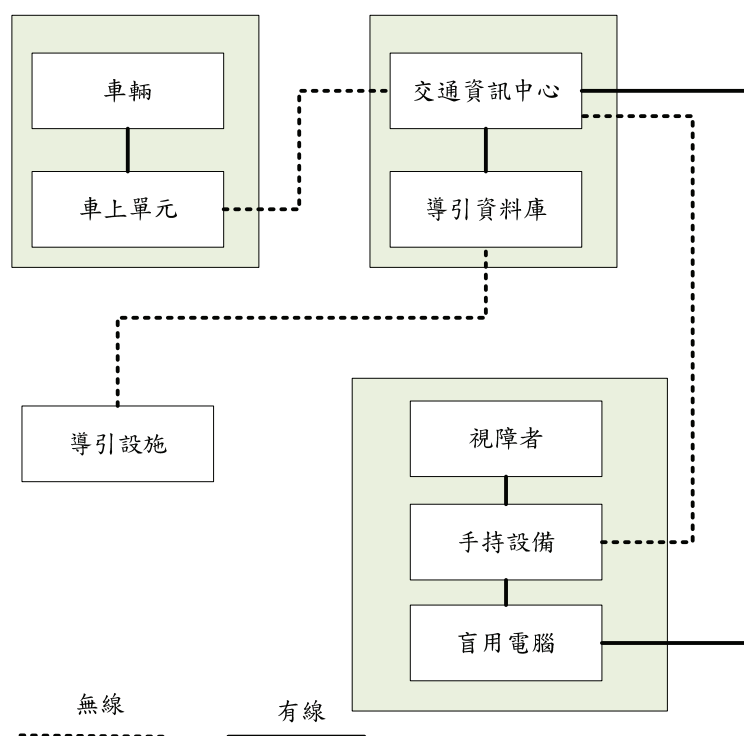 車輛
車上單元
交通資訊中心
導引資料庫
導引設施
視障者
手持設備
盲用電腦
無線
有線